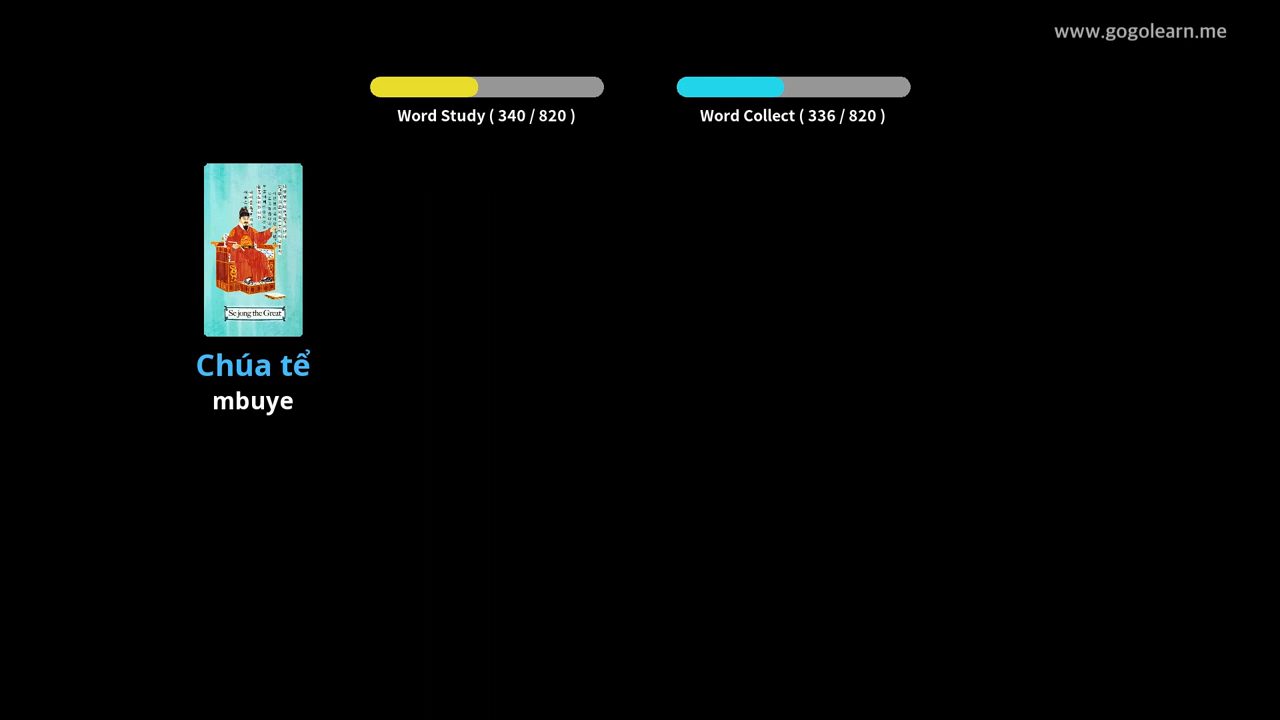 www.gogolearn.me
Word Study ( 340 / 820 )
Word Collect ( 336 / 820 )
Se jong the Great
Chúa tể
mbuye